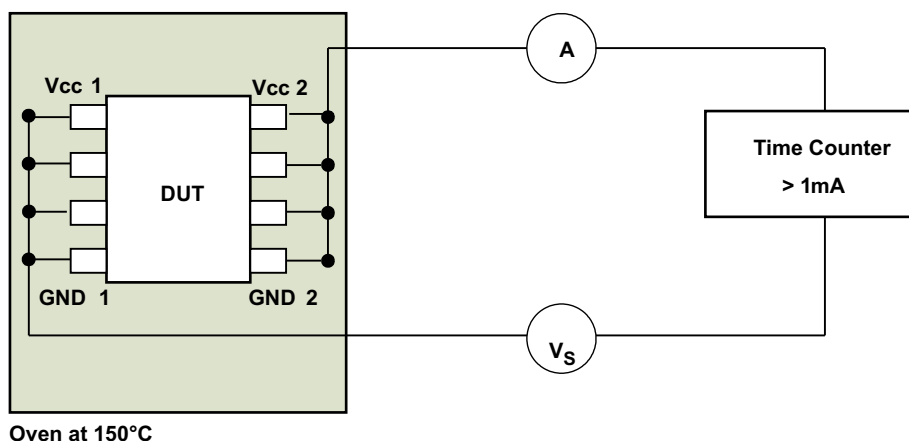 A
Vcc 1
Vcc 2
Time Counter
> 1mA
DUT
GND 1
GND 2
VS
Oven at 150°C